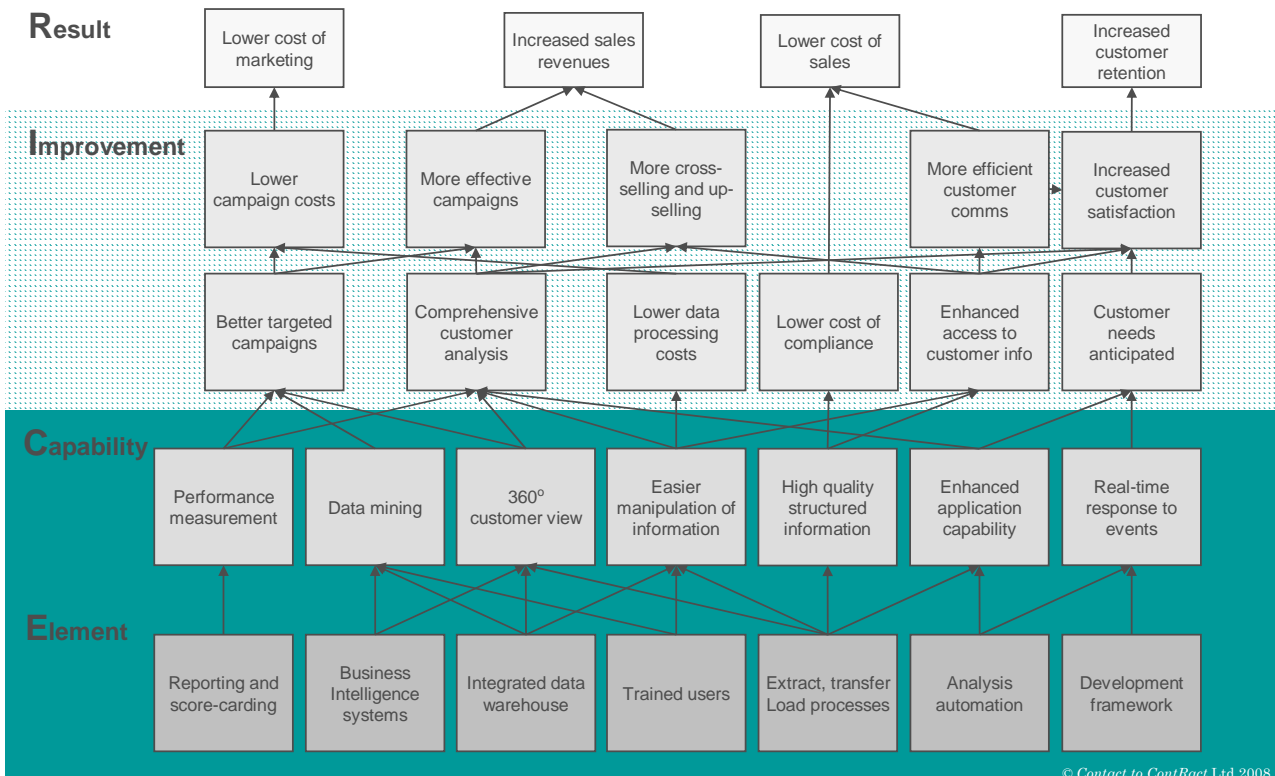 Result
Lower cost of
marketing
Increased sales
revenues
Lower cost of
sales
Increased
customer
retention
Improvement
Lower
campaign costs
More effective
campaigns
More cross-
selling and up-
selling
More efficient
customer
comms
Increased
customer
satisfaction
Better targeted
campaigns
Comprehensive
customer
analysis
Lower data
processing
costs
Lower cost of
compliance
Enhanced
access to
customer info
Customer
needs
anticipated
Capability
Performance
measurement
Data mining
360º
customer view
Easier
manipulation of
information
High quality
structured
information
Enhanced
application
capability
Real-time
response to
events
Element
Reporting and
score-carding
Business
Intelligence
systems
Integrated data
warehouse
Trained users
Extract, transfer
Load processes
Analysis
automation
Development
framework
© Contact to ContRact Ltd 2008